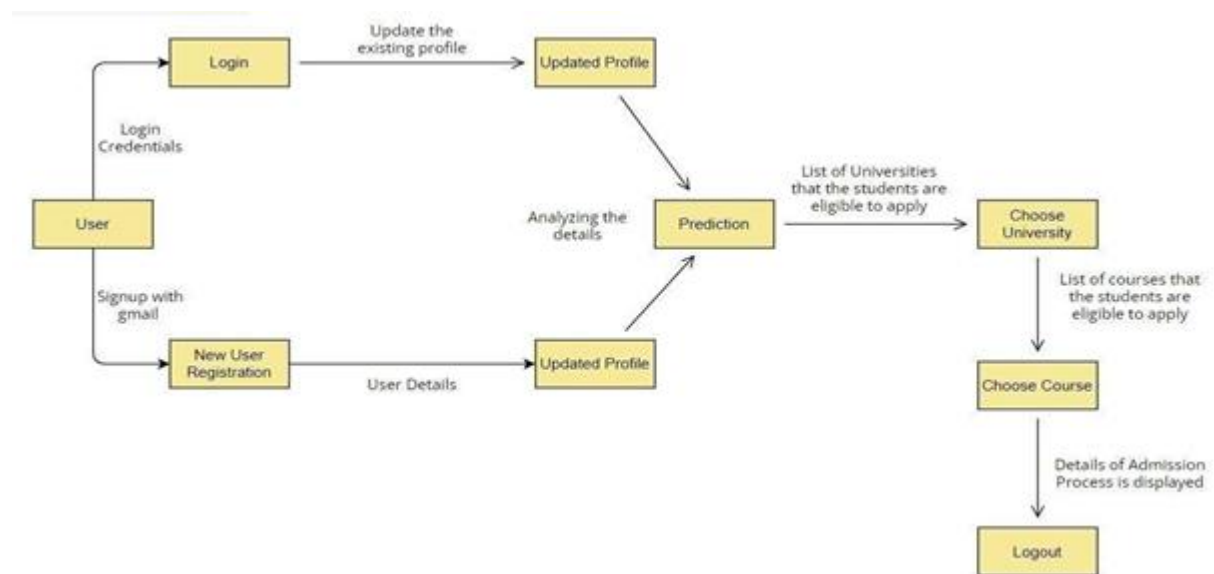 Update the
existing profile
Login
Updated Profile
Login
Credentials
List of Universities
that the students are
eligible to apply
User
Analyzing the
details
Prediction
Choose
University
Signup with
gmail
List of courses that
the students are
eligible to apply
New User
Registration
User Details
Updated Profile
Choose Course
Details of Admission
Process is displayed
Logout